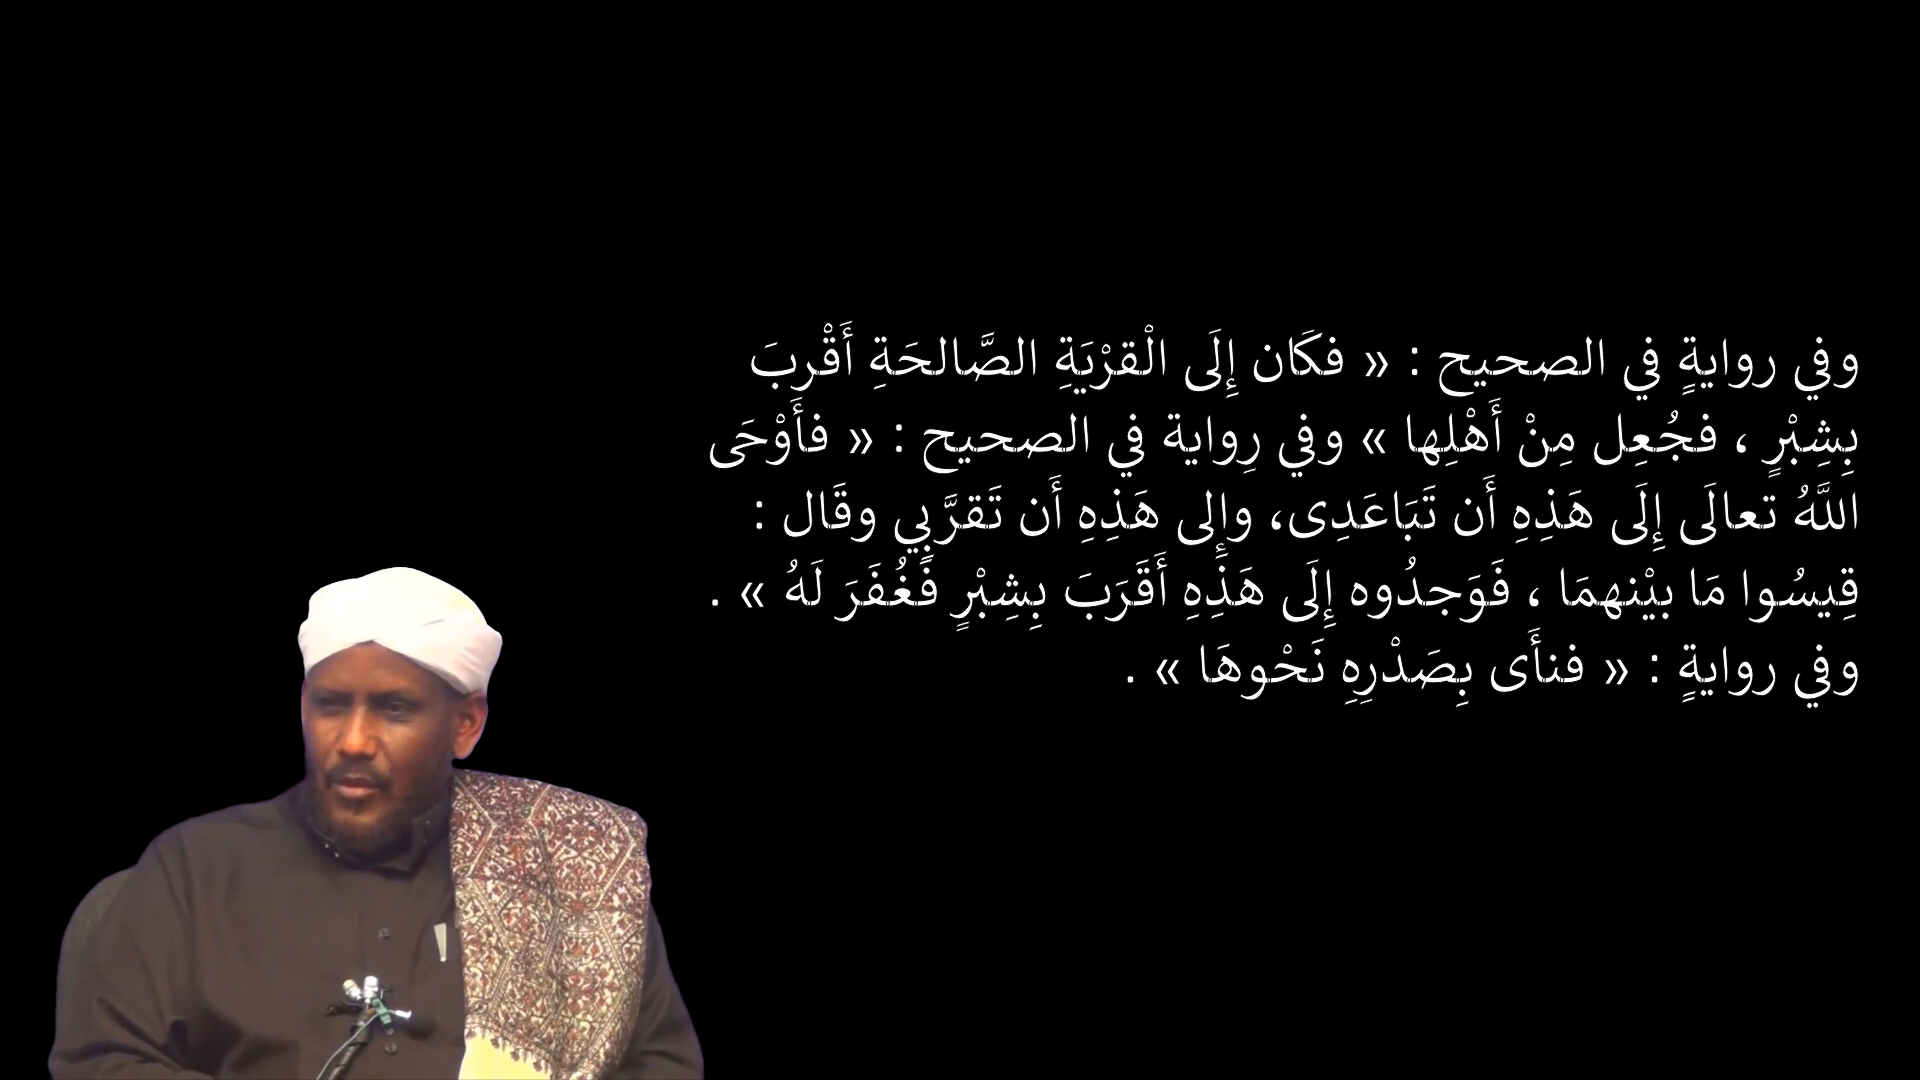 وفي روايةٍ في الصحيح : « فكَان إِلَى الْقرْيَةِ الصَّالحَةِ أَقْربَ
بِشِبْرٍ ، فجُعِل مِنْ أَهْلِها » وفي رِواية في الصحيح : « فأَوْحَى
اللَّهُ تعالَى إِلَى هَذِهِ أَن تَبَاعَدِى، وإِلى هَذِهِ أَن تَقرَّبِي وقَال :
قِيسُوا مَا بيْنهمَا ، فَوَجدُوه إِلَى هَذِهِ أَقَرَبَ بِشِبْرٍ فَغُفَرَ لَهُ » .
وفي روايةٍ : « فنأَى بِصَدْرِهِ نَحْوهَا » .